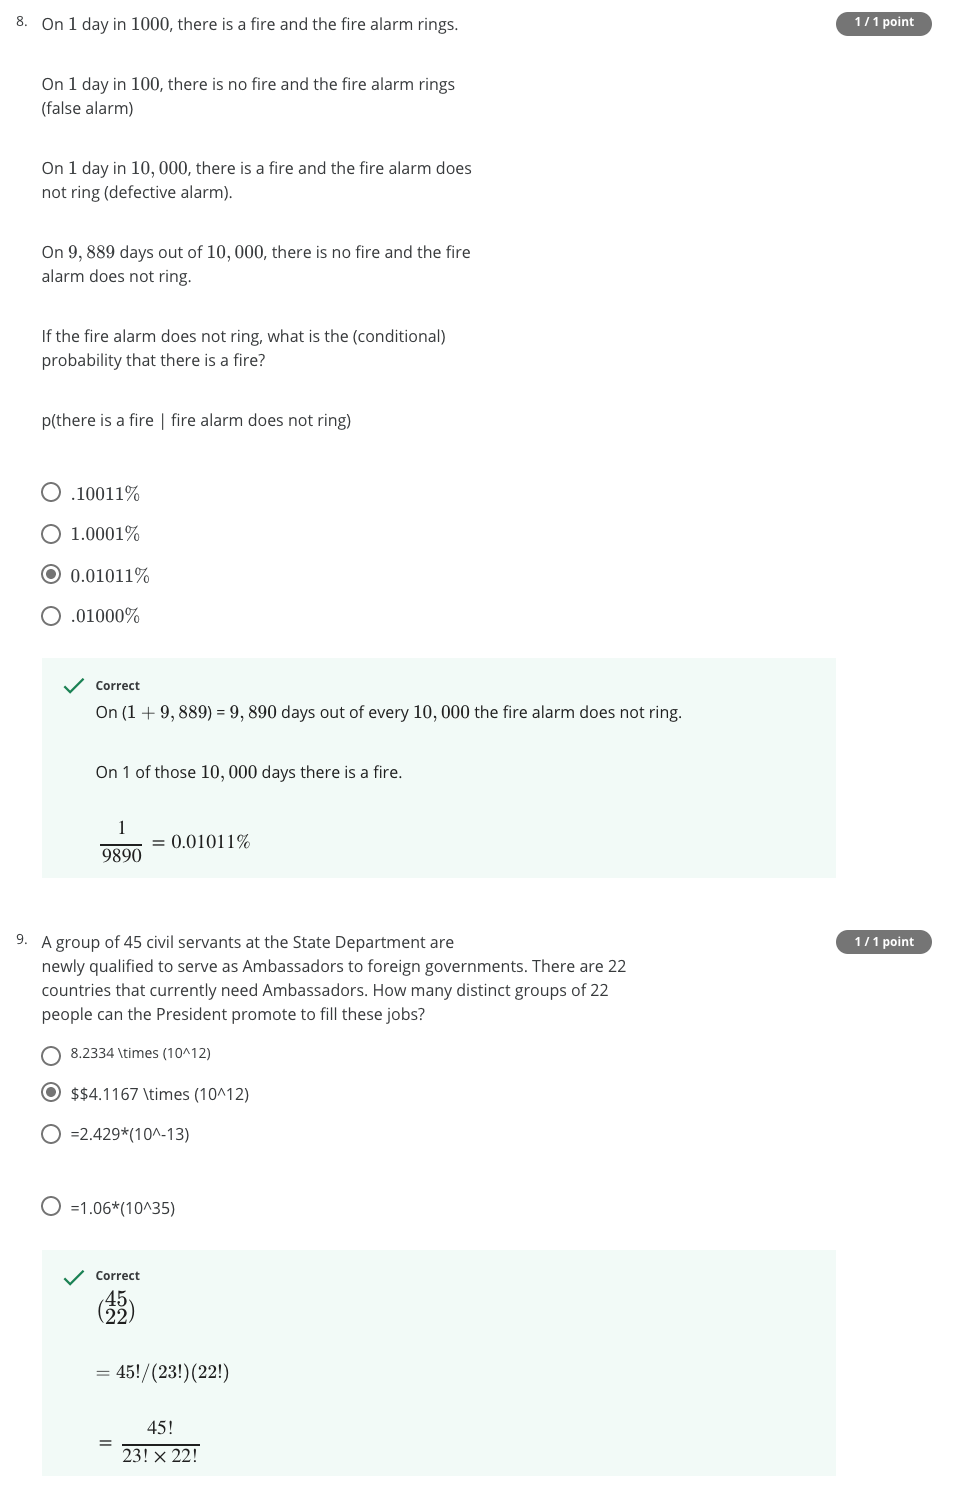 8. On 1 day in 1000, there is a fire and the fire alarm rings.
1 / 1 point
On 1 day in 100, there is no fire and the fire alarm rings
(false alarm)
On 1 day in 10, 000, there is a fire and the fire alarm does
not ring (defective alarm).
On 9, 889 days out of 10, 000, there is no fire and the fire
alarm does not ring.
If the fire alarm does not ring, what is the (conditional)
probability that there is a fire?
p(there is a fire | fire alarm does not ring)
.10011%
1.0001%
0.01011%
.01000%
Correct
On (1 + 9, 889) = 9, 890 days out of every 10, 000 the fire alarm does not ring.
On 1 of those 10, 000 days there is a fire.
1
9890
= 0.01011%
9. A group of 45 civil servants at the State Department are
1 / 1 point
newly qualified to serve as Ambassadors to foreign governments. There are 22
countries that currently need Ambassadors. How many distinct groups of 22
people can the President promote to fill these jobs?
8.2334 \times (10^12)
$$4.1167 \times (10^12)
=2.429*(10^-13)
=1.06*(10^35)
Correct
(45
22)
= 45!/(23!)(22!)
= 45!
23! × 22!